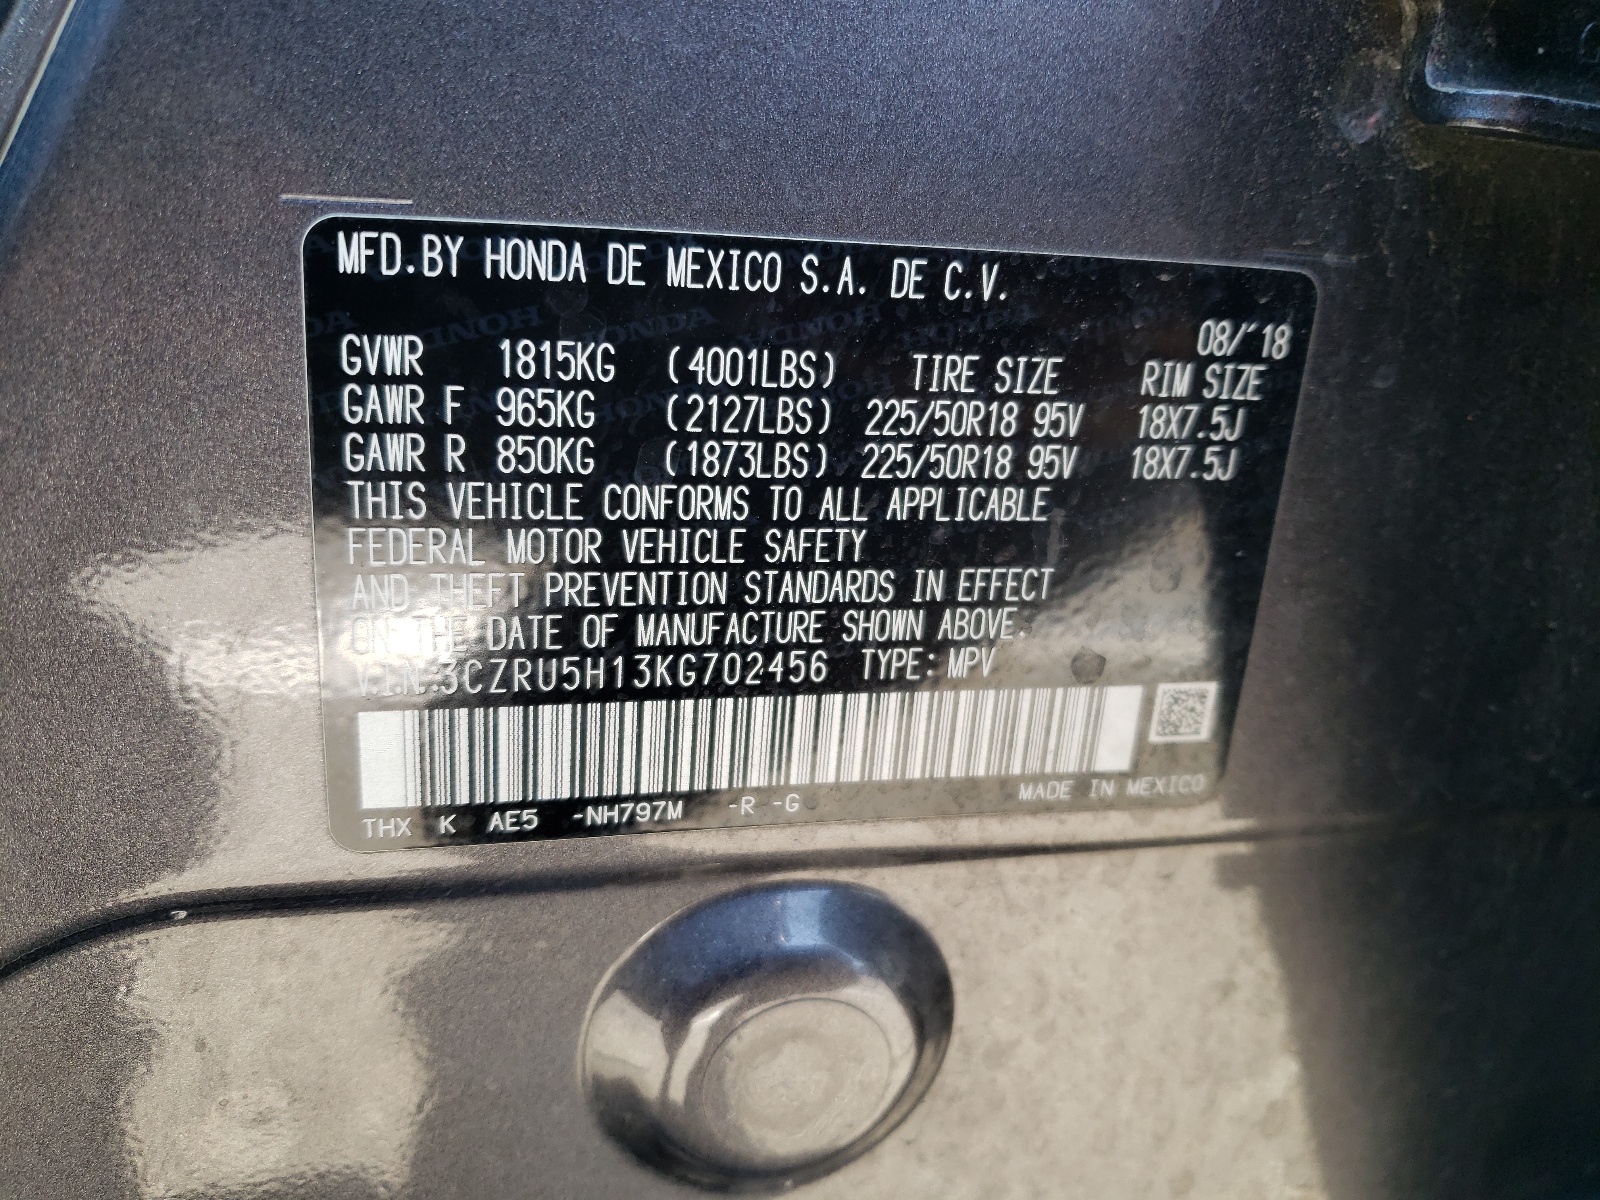 MFD.BY HONDA DE MEXICO S.A. DE C.V.
08/'18
GVWR 1815KG (4001LBS) TIRE SIZE RIM SIZE
GAWR F 965KG (2127LBS) 225/50R18 95V 18X7.5J
GAWR R 850KG (1873LBS) 225/50R18 95V 18X7.5J
THIS VEHICLE CONFORMS TO ALL APPLICABLE
FEDERAL MOTOR VEHICLE SAFETY
AND THEFT PREVENTION STANDARDS IN EFFECT
ON THE DATE OF MANUFACTURE SHOWN ABOVE.
V.I.N.:3CZRU5H13KG702456 TYPE: MPV
THX K AE5 -NH797M -R -G MADE IN MEXICO